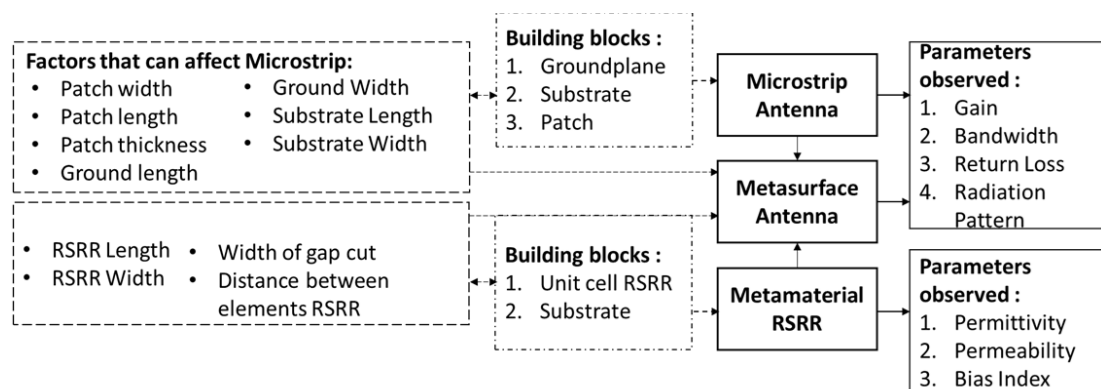 Factors that can affect Microstrip:
• Patch width
• Patch length
• Patch thickness
• Ground length
• Ground Width
• Substrate Length
• Substrate Width
Building blocks :
1. Groundplane
2. Substrate
3. Patch
Microstrip
Antenna
Parameters
observed :
1. Gain
2. Bandwidth
3. Return Loss
4. Radiation
Pattern
Metasurface
Antenna
• RSRR Length
• RSRR Width
• Width of gap cut
• Distance between
elements RSRR
Building blocks :
1. Unit cell RSRR
2. Substrate
Metamaterial
RSRR
Parameters
observed :
1. Permittivity
2. Permeability
3. Bias Index